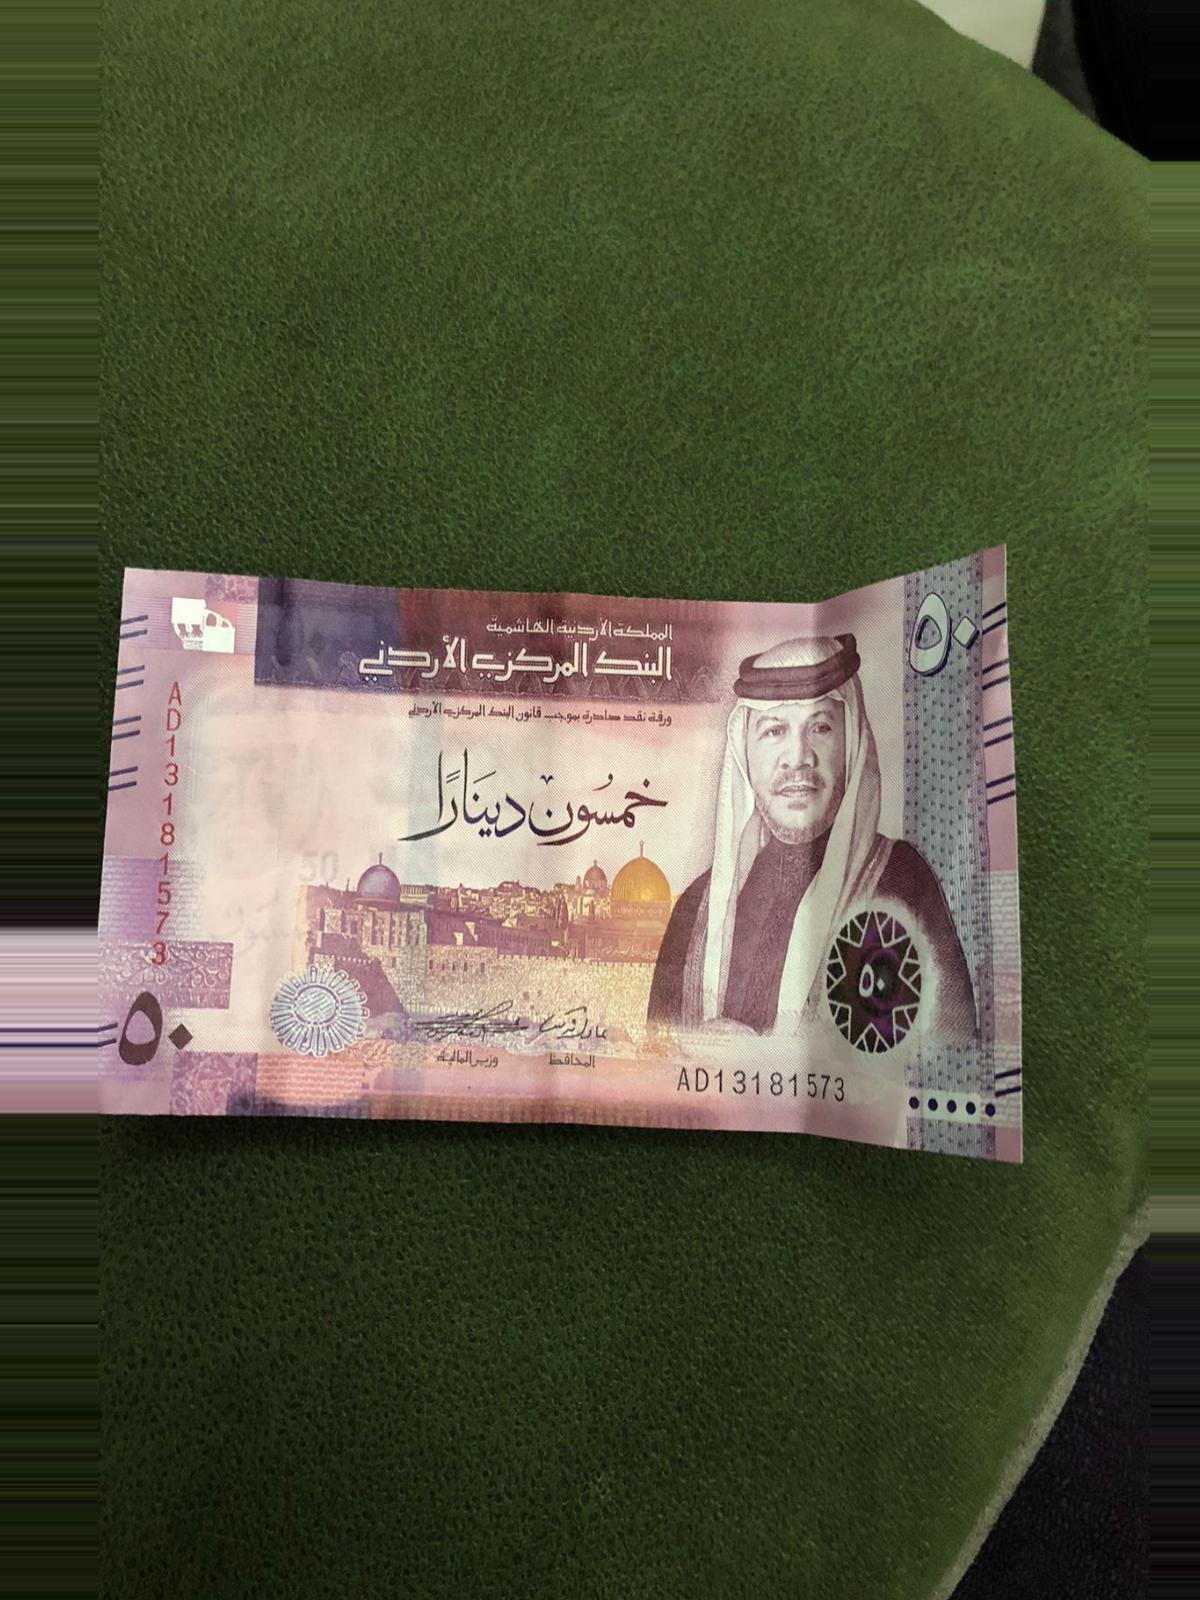 المملكة الأردنية الهاشمية
البنك المركزي الأردني
ورقة نقد صادرة بموجب قانون البنك المركزي الأردني
خمسون دينارًا
٥٠
AD13181573
50
٥٠
٥٠
المحافظ
وزير المالية
AD13181573